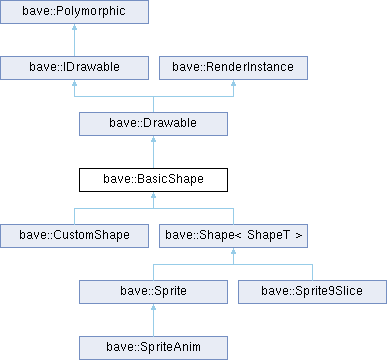 bave::Polymorphic
bave::IDrawable
bave::RenderInstance
bave::Drawable
bave::BasicShape
bave::CustomShape
bave::Shape< ShapeT >
bave::Sprite
bave::Sprite9Slice
bave::SpriteAnim